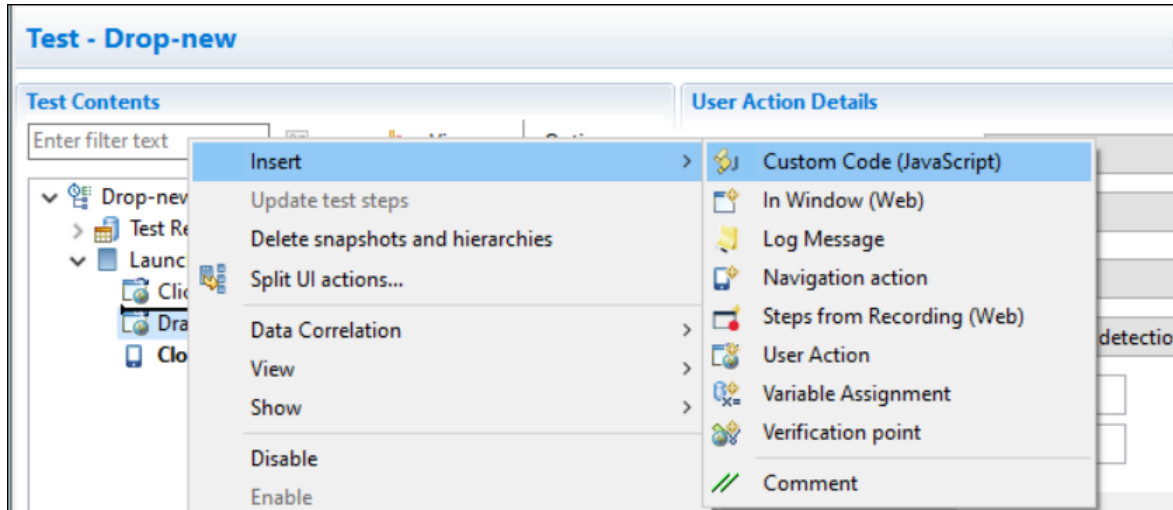 Test - Drop-new
Test Contents
User Action Details
Enter filter text
Insert
Update test steps
Delete snapshots and hierarchies
Split UI actions...
Data Correlation
View
Show
Disable
Enable
Custom Code (JavaScript)
In Window (Web)
Log Message
Navigation action
Steps from Recording (Web)
User Action
Variable Assignment
Verification point
Comment
Drop-new
Test Re
Launc
Clic
Dra
Clo
detectio